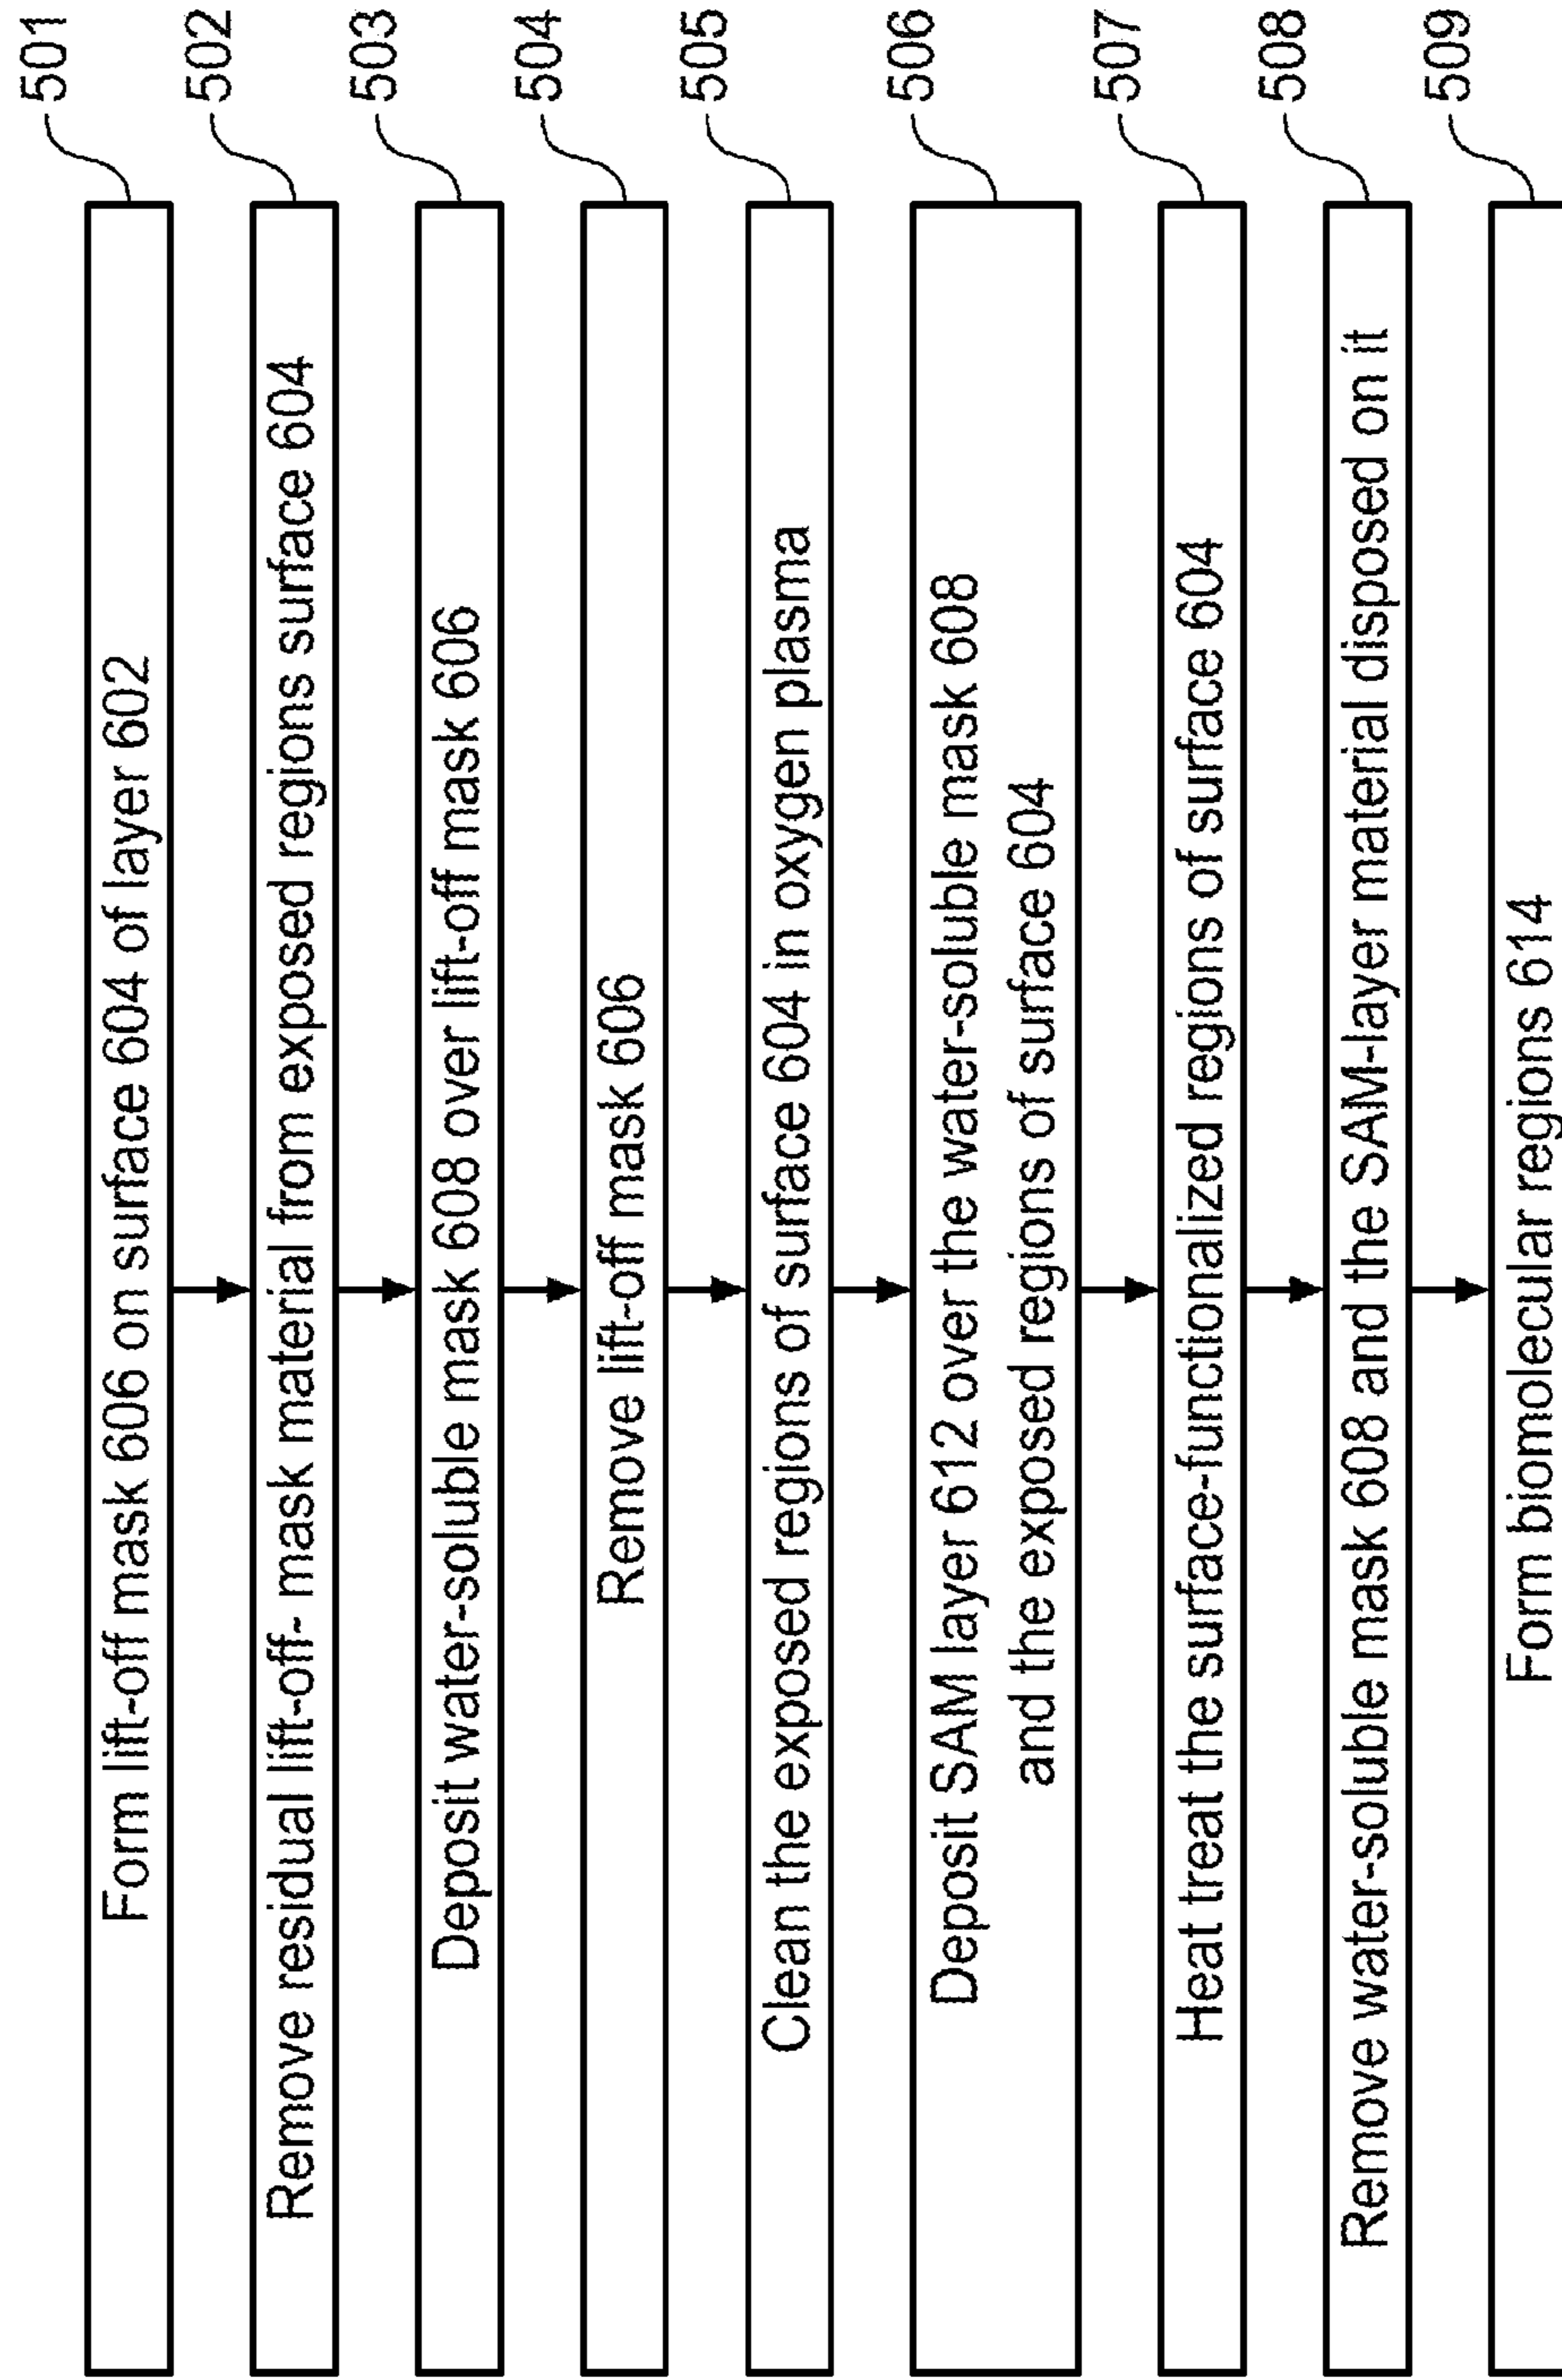 501
Form lift-off mask 606 on surface 604 of layer 602
502
Remove residual lift-off- mask material from exposed regions surface 604
503
Deposit water-soluble mask 608 over lift-off mask 606
504
Remove lift-off mask 606
505
Clean the exposed regions of surface 604 in oxygen plasma
506
Deposit SAM layer 612 over the water-soluble mask 608
and the exposed regions of surface 604
507
Heat treat the surface-functionalized regions of surface 604
508
Remove water-soluble mask 608 and the SAM-layer material disposed on it
509
Form biomolecular regions 614